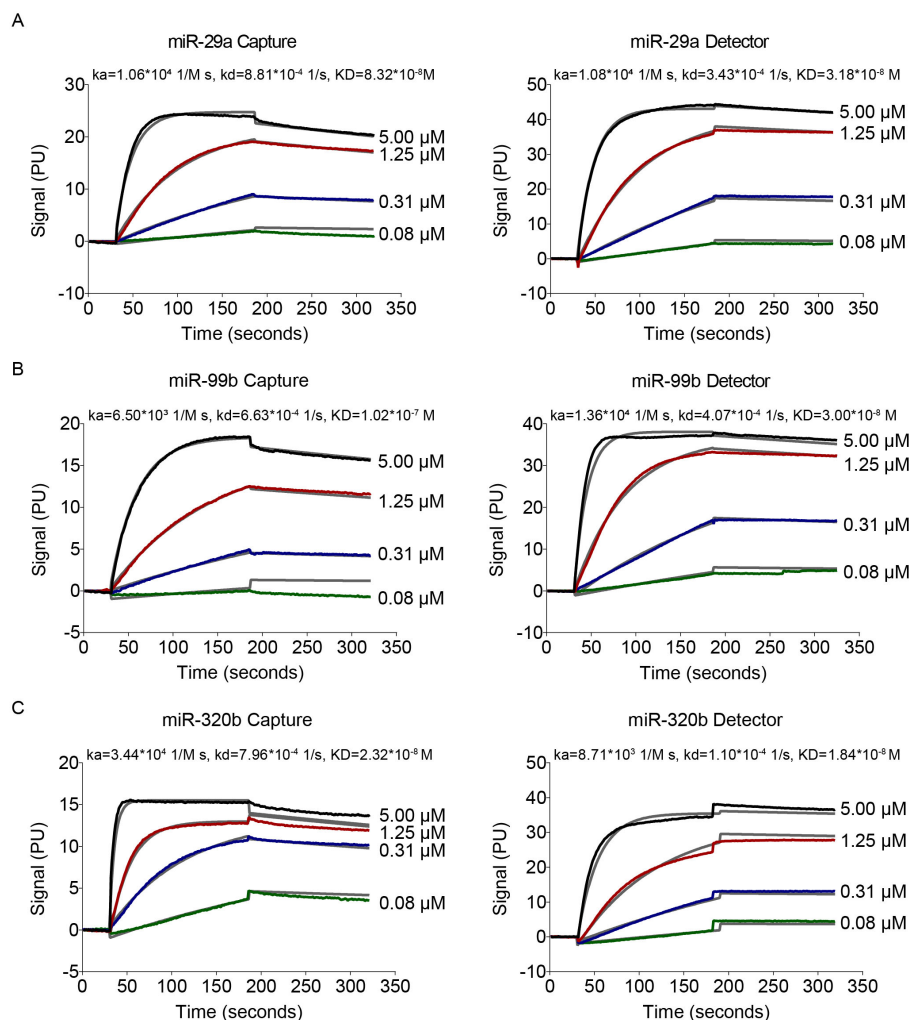 A
miR-29a Capture
ka=1.06*10⁴ 1/M s, kd=8.81*10⁻⁴ 1/s, KD=8.32*10⁻⁸M
30
20
10
0
-10
Signal (PU)
5.00 µM
1.25 µM
0.31 µM
0.08 µM
0 50 100 150 200 250 300 350
Time (seconds)
miR-29a Detector
ka=1.08*10⁴ 1/M s, kd=3.43*10⁻⁴ 1/s, KD=3.18*10⁻⁸ M
50
40
30
20
10
0
-10
Signal (PU)
5.00 µM
1.25 µM
0.31 µM
0.08 µM
0 50 100 150 200 250 300 350
Time (seconds)
B
miR-99b Capture
ka=6.50*10³ 1/M s, kd=6.63*10⁻⁴ 1/s, KD=1.02*10⁻⁷ M
20
15
10
5
0
-5
Signal (PU)
5.00 µM
1.25 µM
0.31 µM
0.08 µM
0 50 100 150 200 250 300 350
Time (seconds)
miR-99b Detector
ka=1.36*10⁴ 1/M s, kd=4.07*10⁻⁴ 1/s, KD=3.00*10⁻⁸ M
40
30
20
10
0
-10
Signal (PU)
5.00 µM
1.25 µM
0.31 µM
0.08 µM
0 50 100 150 200 250 300 350
Time (seconds)
C
miR-320b Capture
ka=3.44*10⁴ 1/M s, kd=7.96*10⁻⁴ 1/s, KD=2.32*10⁻⁸ M
20
15
10
5
0
-5
Signal (PU)
5.00 µM
1.25 µM
0.31 µM
0.08 µM
0 50 100 150 200 250 300 350
Time (seconds)
miR-320b Detector
ka=8.71*10³ 1/M s, kd=1.10*10⁻⁴ 1/s, KD=1.84*10⁻⁸ M
50
40
30
20
10
0
-10
Signal (PU)
5.00 µM
1.25 µM
0.31 µM
0.08 µM
0 50 100 150 200 250 300 350
Time (seconds)